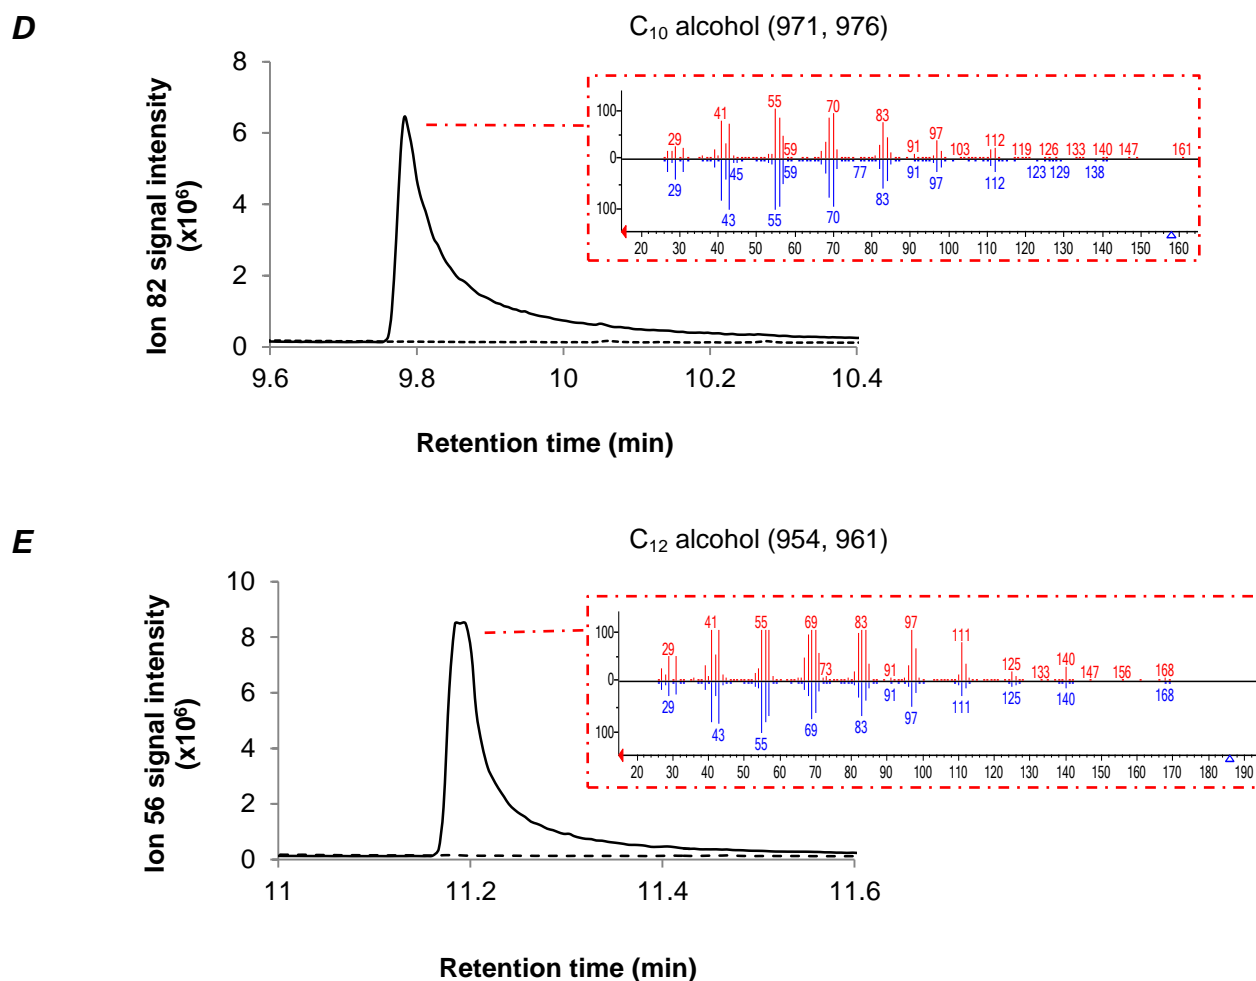 D
C₁₀ alcohol (971, 976)
Ion 82 signal intensity
(x10⁶)
8
6
4
2
0
9.6 9.8 10 10.2 10.4
Retention time (min)
100
0
100
29 41 55 59 70 83 91 97 103 112 119 126 133 140 147 161
29 43 45 55 59 70 77 83 91 97 112 123 129 138
20 30 40 50 60 70 80 90 100 110 120 130 140 150 160
E
C₁₂ alcohol (954, 961)
Ion 56 signal intensity
(x10⁶)
10
8
6
4
2
0
11 11.2 11.4 11.6
Retention time (min)
100
0
100
29 41 55 69 73 83 91 97 111 125 133 140 147 156 168
29 43 55 69 83 91 97 111 125 140 168
20 30 40 50 60 70 80 90 100 110 120 130 140 150 160 170 180 190